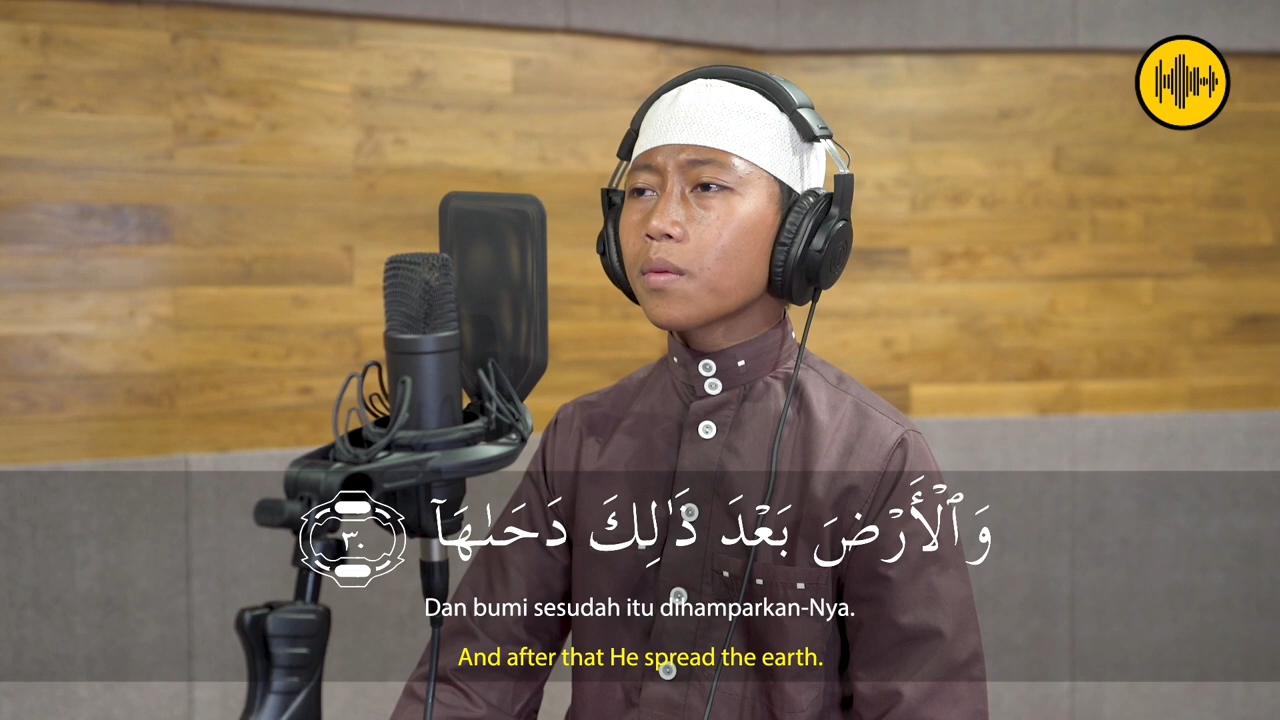 وَٱلْأَرْضَ بَعْدَ ذَٰلِكَ دَحَىٰهَآ ٣٠
Dan bumi sesudah itu dihamparkan-Nya.
And after that He spread the earth.